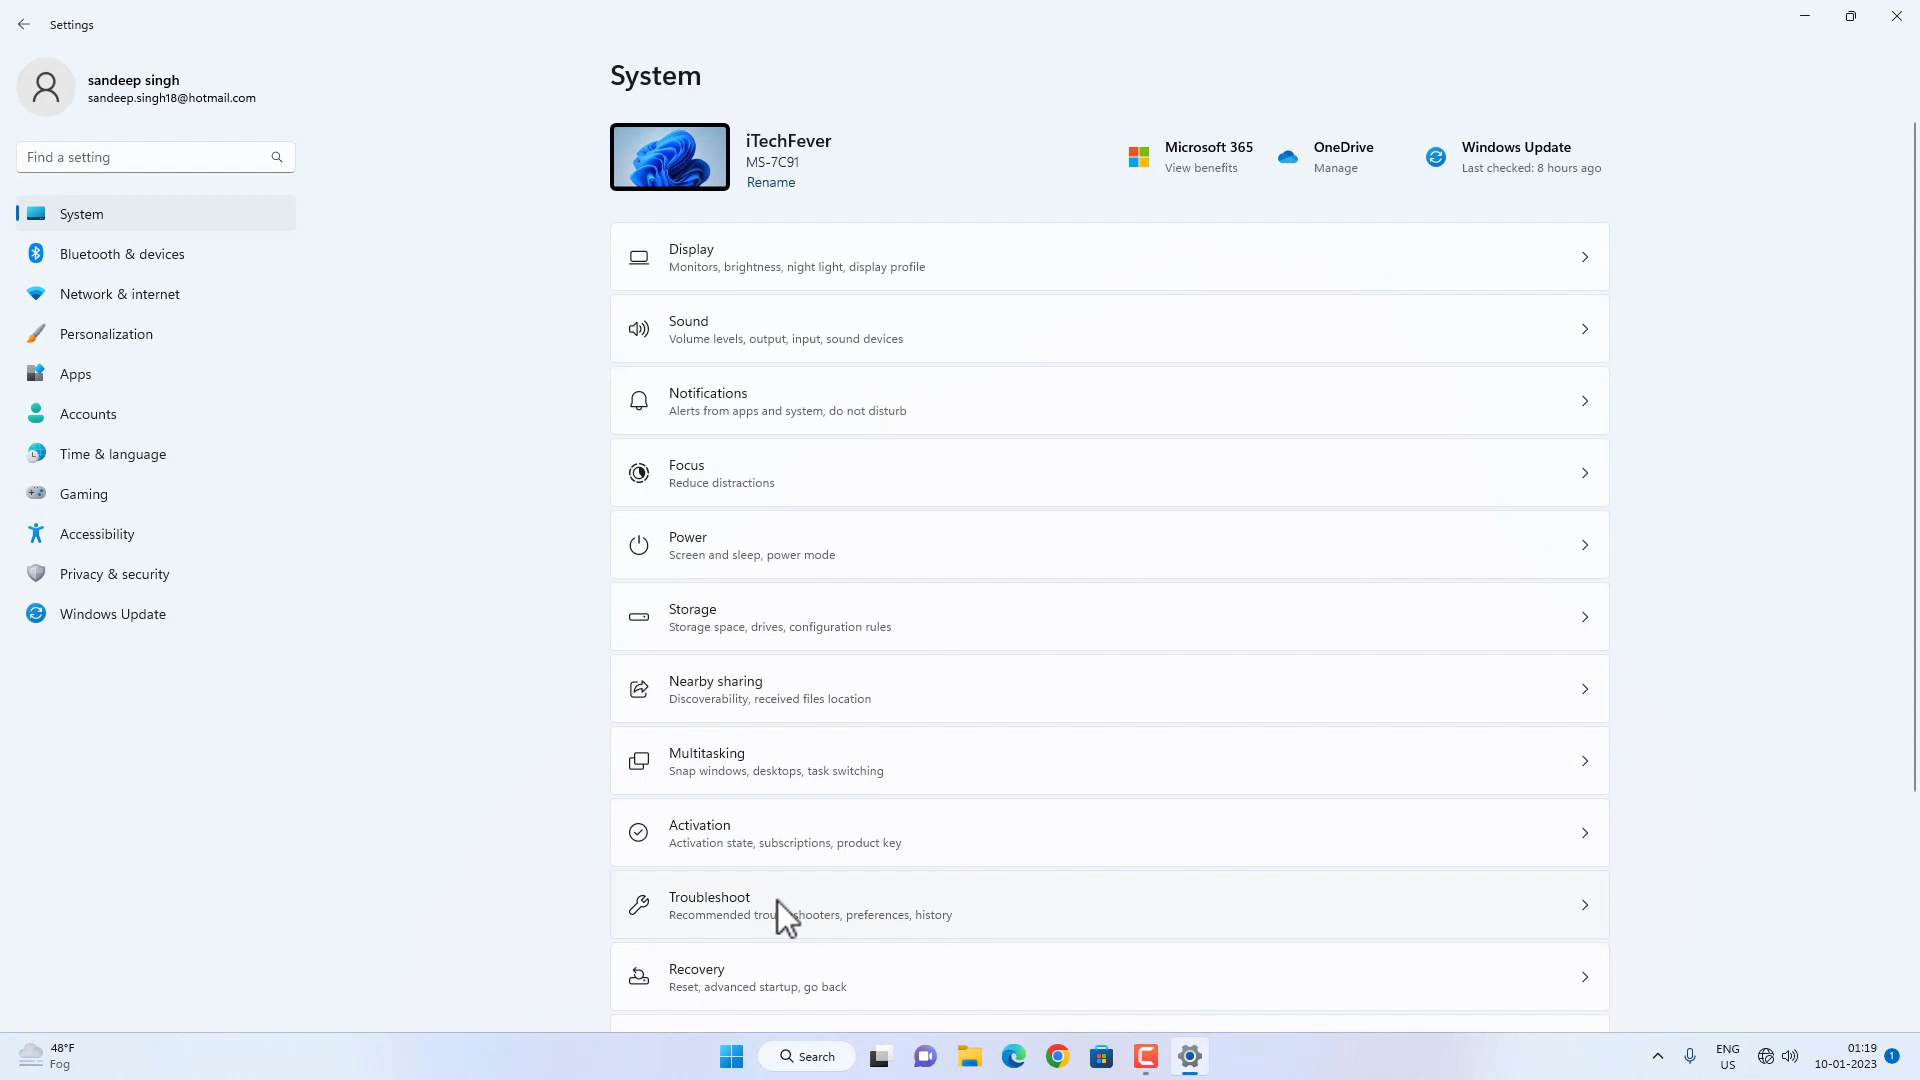 Settings
sandeep singh
sandeep.singh18@hotmail.com
Find a setting
System
Bluetooth & devices
Network & internet
Personalization
Apps
Accounts
Time & language
Gaming
Accessibility
Privacy & security
Windows Update
System
iTechFever
MS-7C91
Rename
Microsoft 365
View benefits
OneDrive
Manage
Windows Update
Last checked: 8 hours ago
Display
Monitors, brightness, night light, display profile
Sound
Volume levels, output, input, sound devices
Notifications
Alerts from apps and system, do not disturb
Focus
Reduce distractions
Power
Screen and sleep, power mode
Storage
Storage space, drives, configuration rules
Nearby sharing
Discoverability, received files location
Multitasking
Snap windows, desktops, task switching
Activation
Activation state, subscriptions, product key
Troubleshoot
Recommended troubleshooters, preferences, history
Recovery
Reset, advanced startup, go back
48°F
Fog
Search
ENG
US
01:19
10-01-2023
1